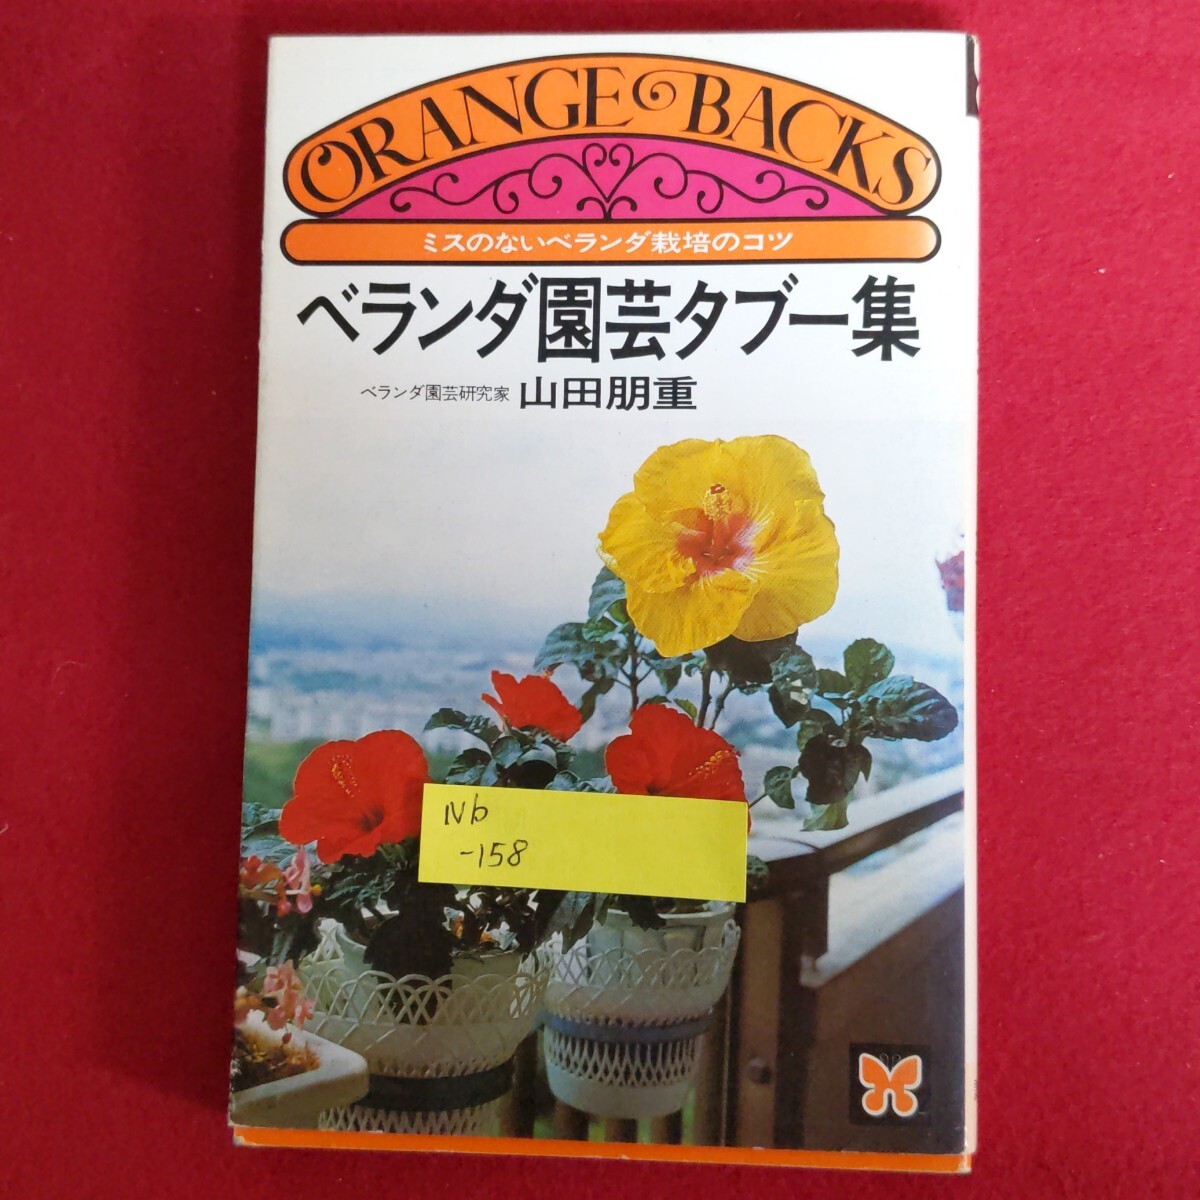 ORANGE BACKS
ミスのないベランダ栽培のコツ
ベランダ園芸タブー集
ベランダ園芸研究家 山田朋重
Nb
-158